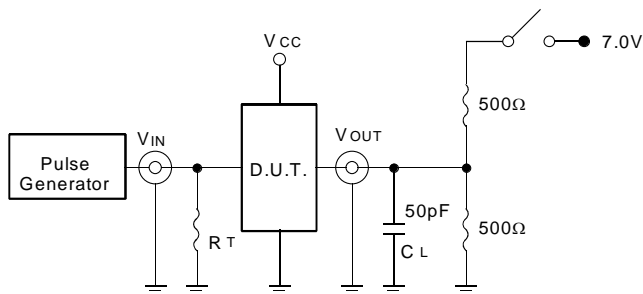 7.0V
VCC
500Ω
VIN
VOUT
Pulse
Generator
D.U.T.
50pF
500Ω
RT
CL